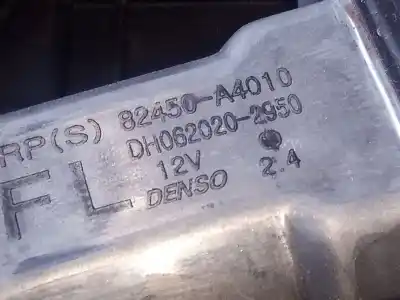 RP(S) 82450-A4010
DH062020-2950
FL 12V 2.4
DENSO